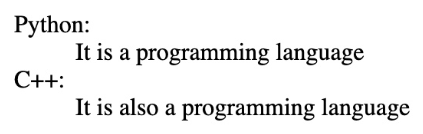 Python:
It is a programming language
C++:
It is also a programming language